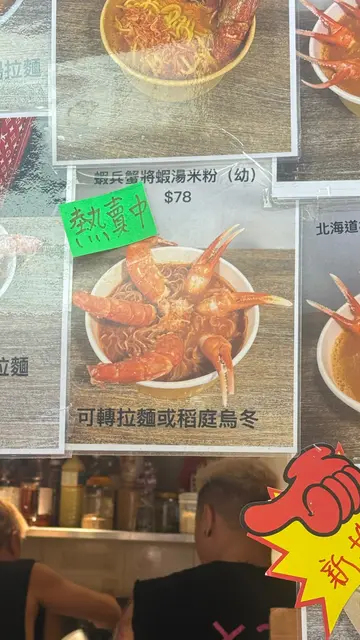 拉麵
蝦兵蟹將蝦湯米粉（幼）
$78
熱賣中
北海道
拉麵
可轉拉麵或稻庭烏冬
新